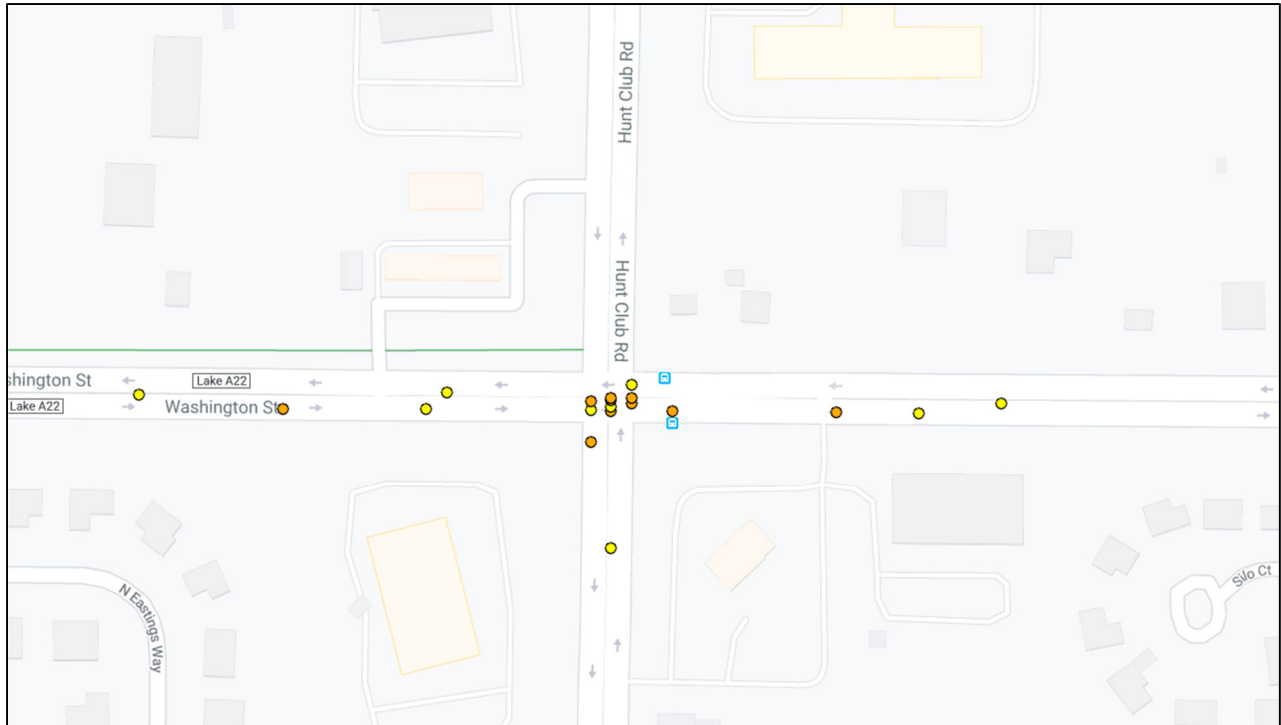 Hunt Club Rd
Hunt Club Rd
shington St
Lake A22
Lake A22
Washington St
N Eastings Way
Silo Ct